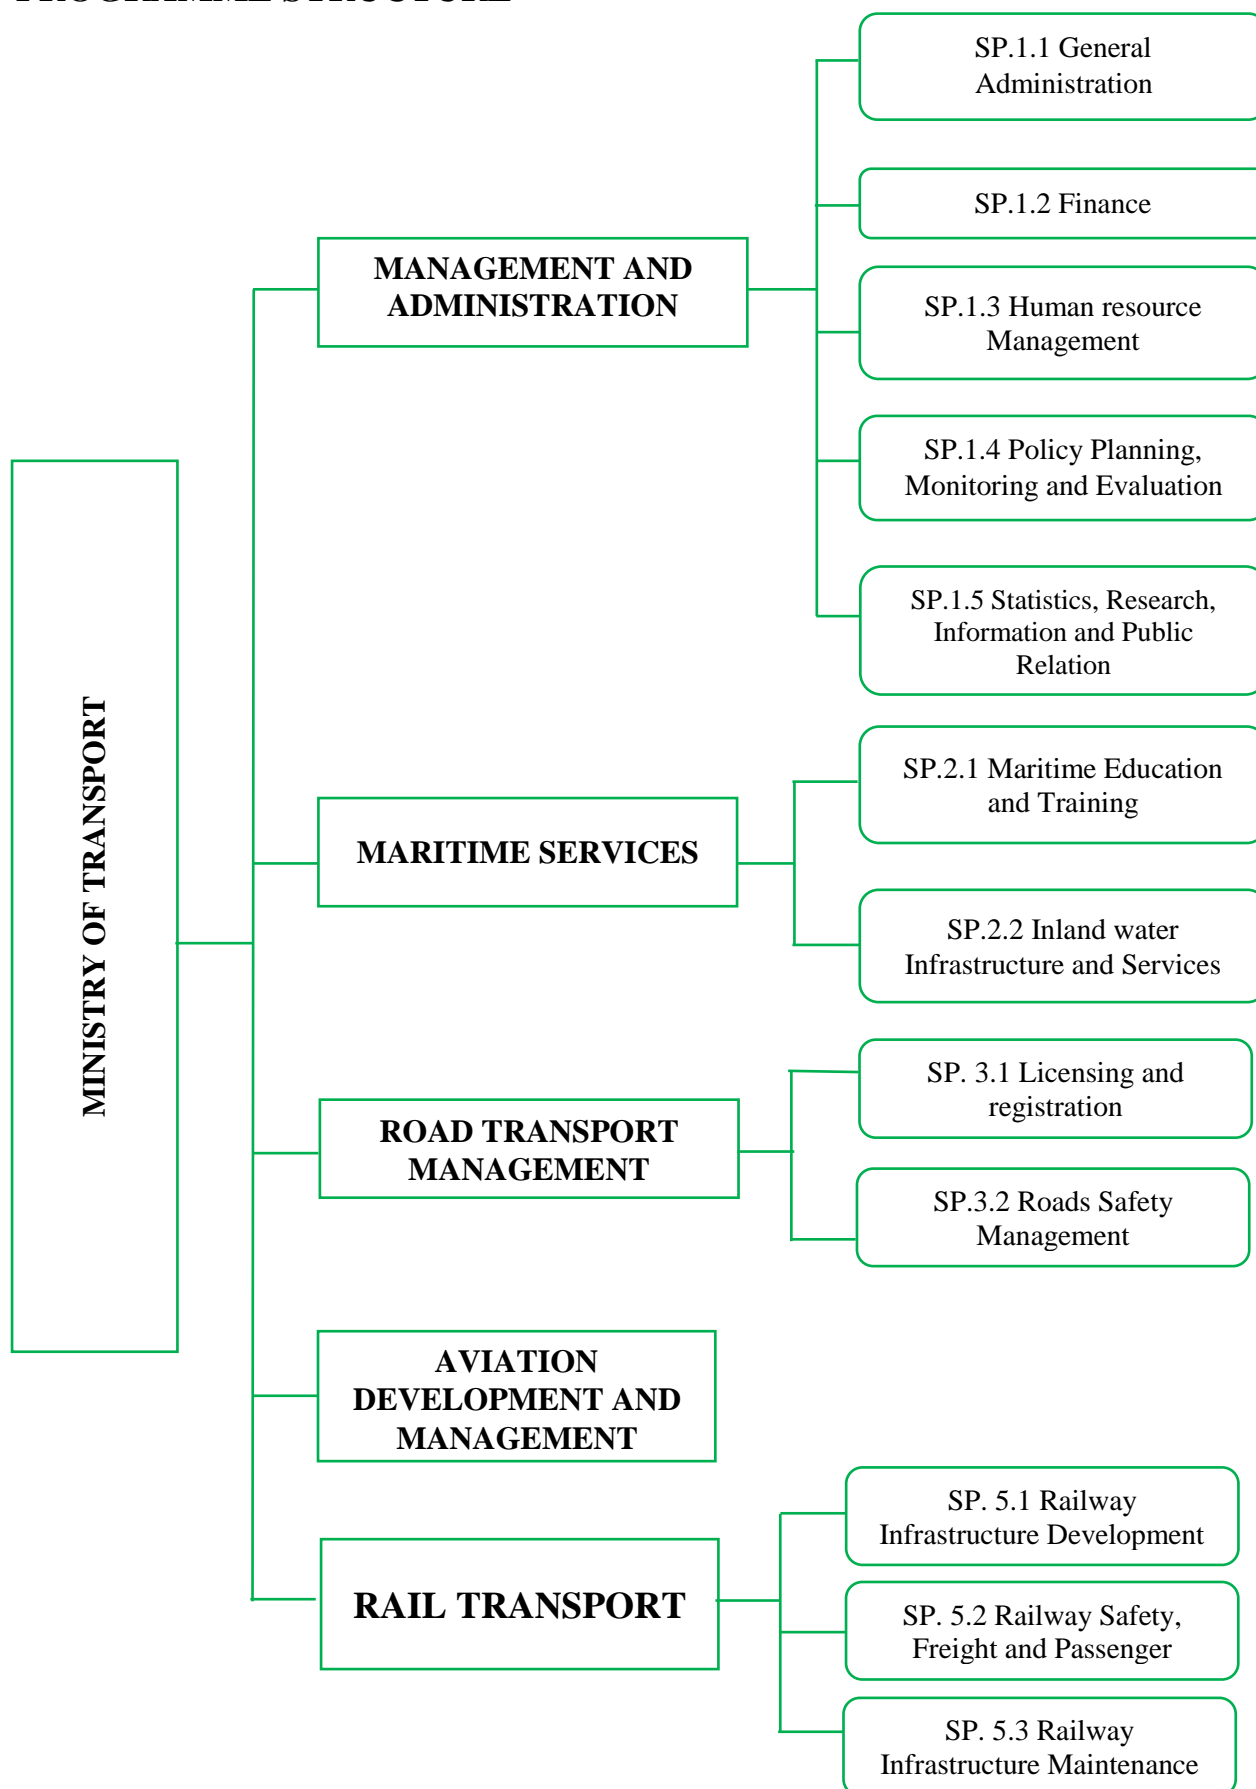 PROGRAMME STRUCTURE
MINISTRY OF TRANSPORT
MANAGEMENT AND
ADMINISTRATION
SP.1.1 General
Administration
SP.1.2 Finance
SP.1.3 Human resource
Management
SP.1.4 Policy Planning,
Monitoring and Evaluation
SP.1.5 Statistics, Research,
Information and Public
Relation
MARITIME SERVICES
SP.2.1 Maritime Education
and Training
SP.2.2 Inland water
Infrastructure and Services
ROAD TRANSPORT
MANAGEMENT
SP. 3.1 Licensing and
registration
SP.3.2 Roads Safety
Management
AVIATION
DEVELOPMENT AND
MANAGEMENT
RAIL TRANSPORT
SP. 5.1 Railway
Infrastructure Development
SP. 5.2 Railway Safety,
Freight and Passenger
SP. 5.3 Railway
Infrastructure Maintenance